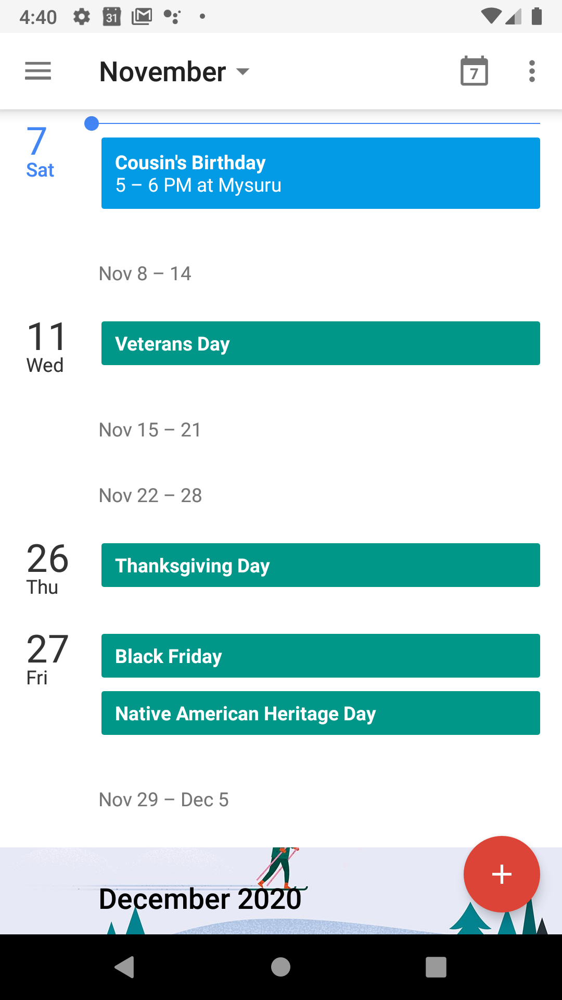 4:40
31
November
7
7
Sat
Cousin's Birthday
5 – 6 PM at Mysuru
Nov 8 – 14
11
Wed
Veterans Day
Nov 15 – 21
Nov 22 – 28
26
Thu
Thanksgiving Day
27
Fri
Black Friday
Native American Heritage Day
Nov 29 – Dec 5
December 2020